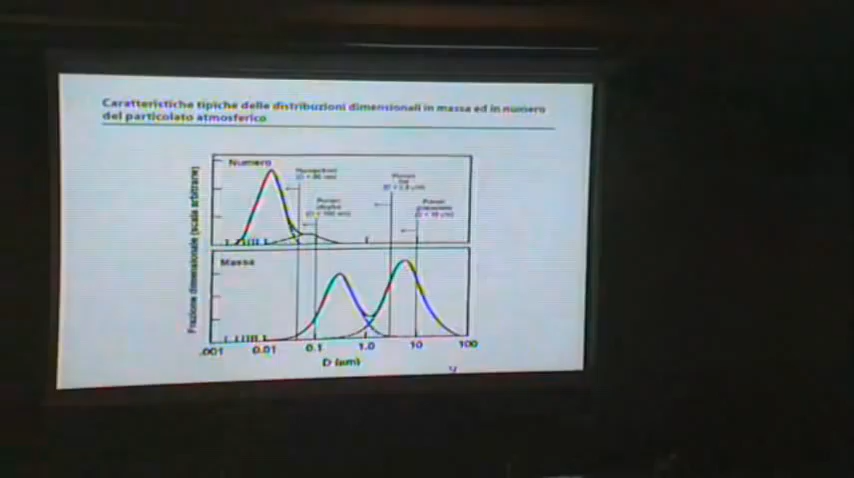 Caratteristiche tipiche delle distribuzioni dimensionali in massa ed in numero
del particolato atmosferico
Numero
Massa
Frazione dimensionale (scala arbitraria)
.001 0.01 0.1 1.0 10 100
D (µm)